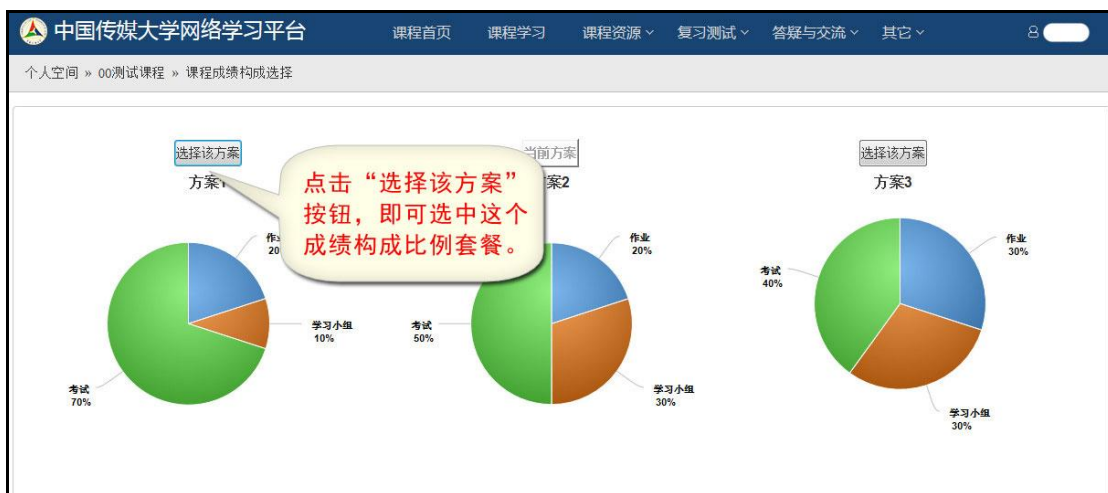 中国传媒大学网络学习平台
课程首页 课程学习 课程资源 复习测试 答疑与交流 其它
个人空间 » 00测试课程 » 课程成绩构成选择
选择该方案
方案1
作业
20%
学习小组
10%
考试
70%
点击“选择该方案”
按钮，即可选中这个
成绩构成比例套餐。
当前方案
案2
作业
20%
考试
50%
学习小组
30%
选择该方案
方案3
作业
30%
考试
40%
学习小组
30%